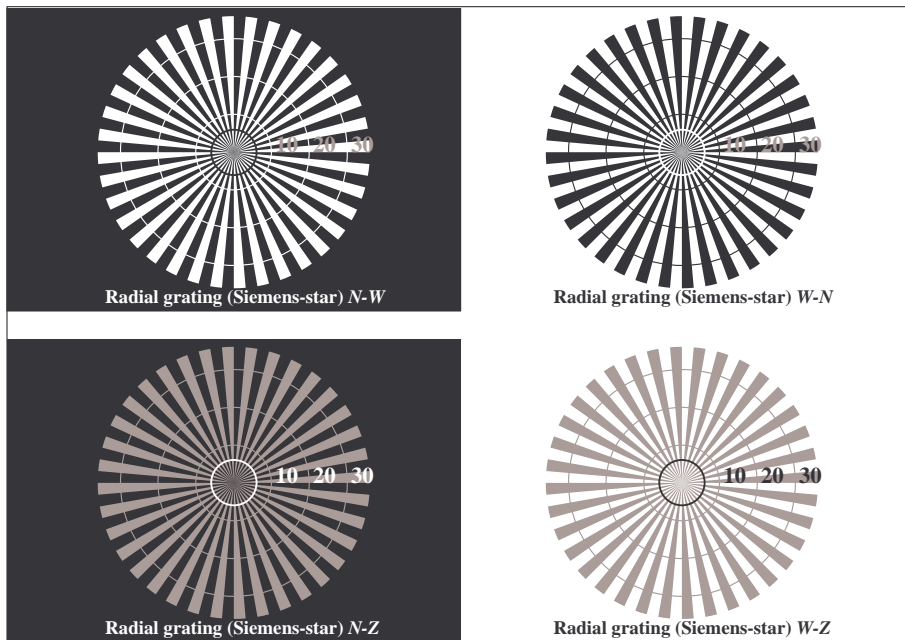 10 20 30
Radial grating (Siemens-star) N-W
10 20 30
Radial grating (Siemens-star) W-N
10 20 30
Radial grating (Siemens-star) N-Z
10 20 30
Radial grating (Siemens-star) W-Z